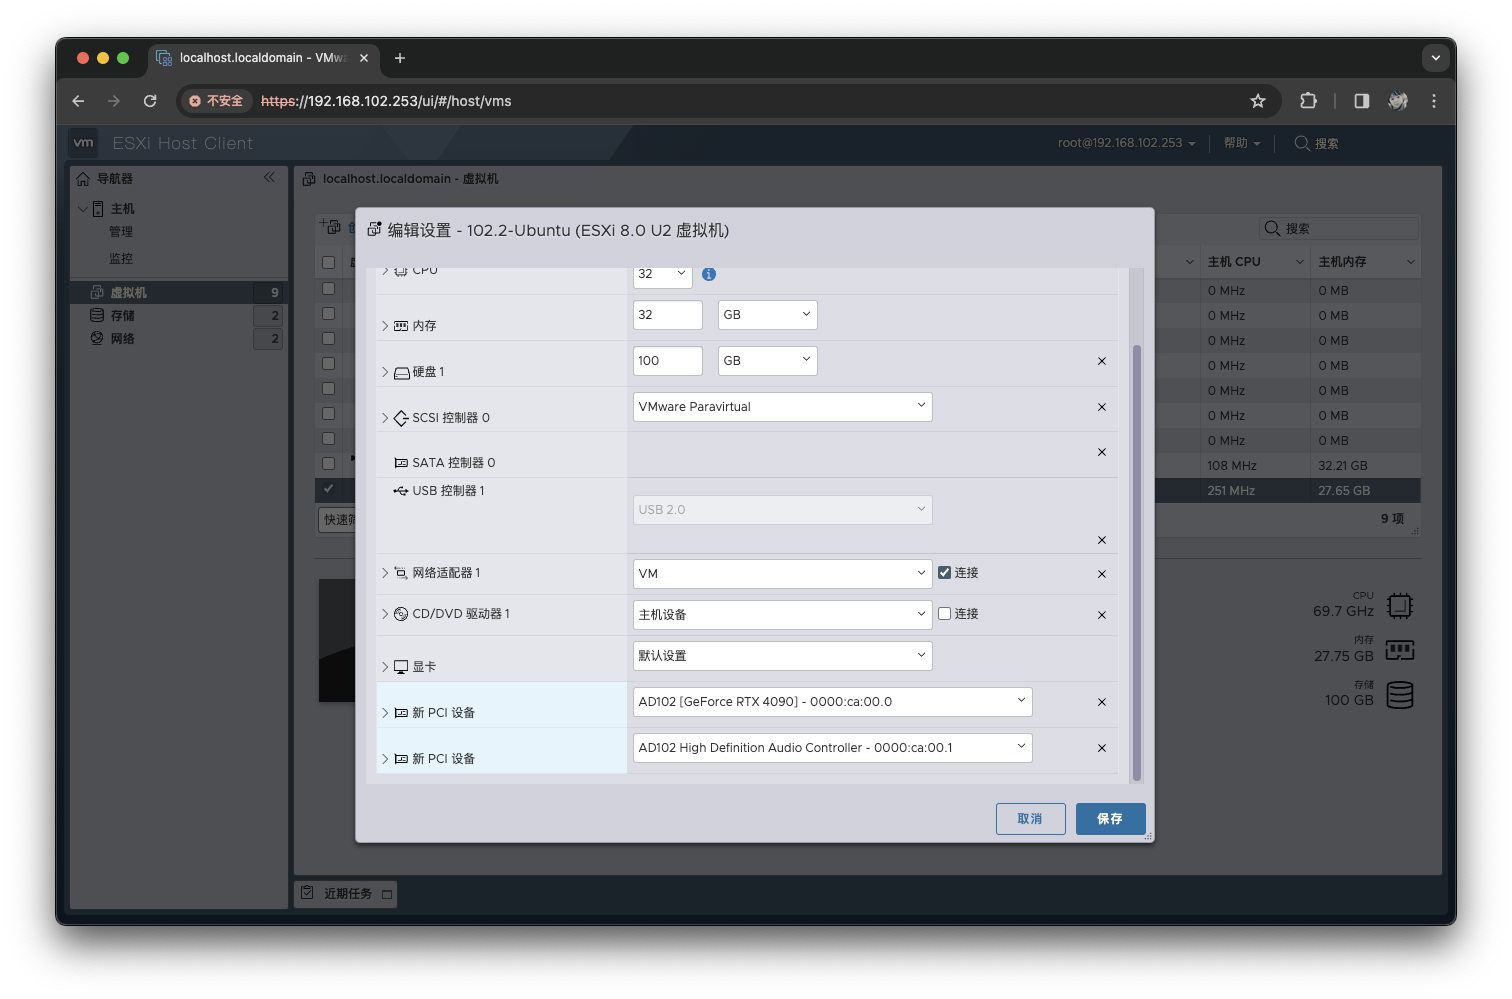 localhost.localdomain - VMwa
不安全
https://192.168.102.253/ui/#/host/vms
vm ESXi Host Client
root@192.168.102.253
帮助
搜索
导航器
localhost.localdomain - 虚拟机
主机
管理
监控
虚拟机 9
存储 2
网络 2
搜索
主机 CPU 主机内存
0 MHz 0 MB
0 MHz 0 MB
0 MHz 0 MB
0 MHz 0 MB
0 MHz 0 MB
0 MHz 0 MB
0 MHz 0 MB
108 MHz 32.21 GB
251 MHz 27.65 GB
快速筛
9 项
CPU
69.7 GHz
内存
27.75 GB
存储
100 GB
编辑设置 - 102.2-Ubuntu (ESXi 8.0 U2 虚拟机)
CPU 32
内存 32 GB
硬盘 1 100 GB
SCSI 控制器 0 VMware Paravirtual
SATA 控制器 0
USB 控制器 1
USB 2.0
网络适配器 1 VM 连接
CD/DVD 驱动器 1 主机设备 连接
显卡 默认设置
新 PCI 设备 AD102 [GeForce RTX 4090] - 0000:ca:00.0
新 PCI 设备 AD102 High Definition Audio Controller - 0000:ca:00.1
取消 保存
近期任务